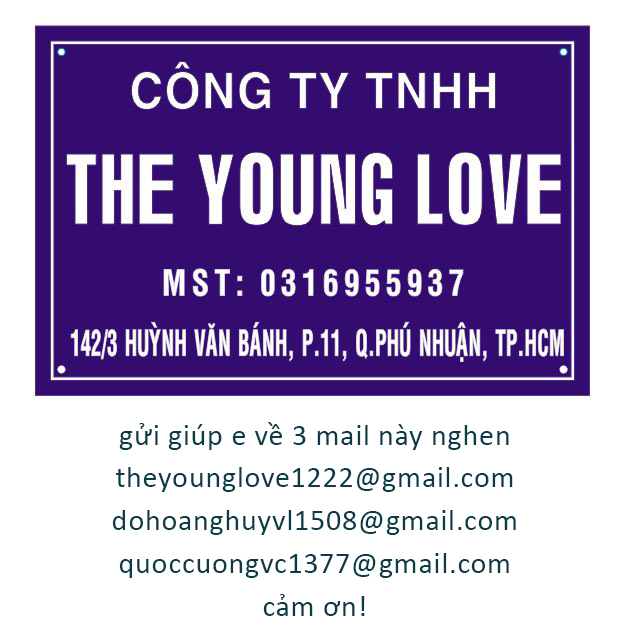 CÔNG TY TNHH
THE YOUNG LOVE
MST: 0316955937
142/3 HUỲNH VĂN BÁNH, P.11, Q.PHÚ NHUẬN, TP.HCM
gửi giúp e về 3 mail này nghen
theyounglove1222@gmail.com
dohoanghuyvl1508@gmail.com
quoccuongvc1377@gmail.com
cảm ơn!